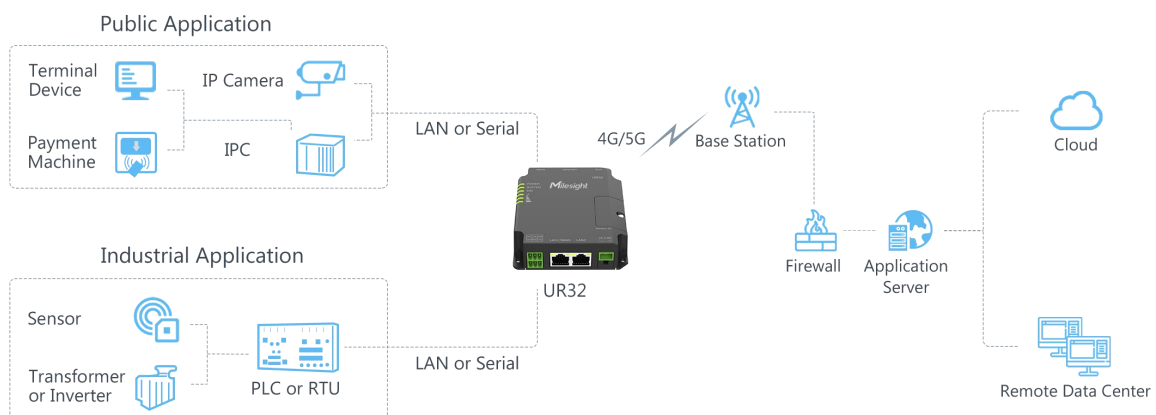 Public Application
Terminal
Device
IP Camera
Payment
Machine
IPC
LAN or Serial
Milesight
UR32
4G/5G
Base Station
Firewall
Application
Server
Cloud
Remote Data Center
Industrial Application
Sensor
Transformer
or Inverter
PLC or RTU
LAN or Serial